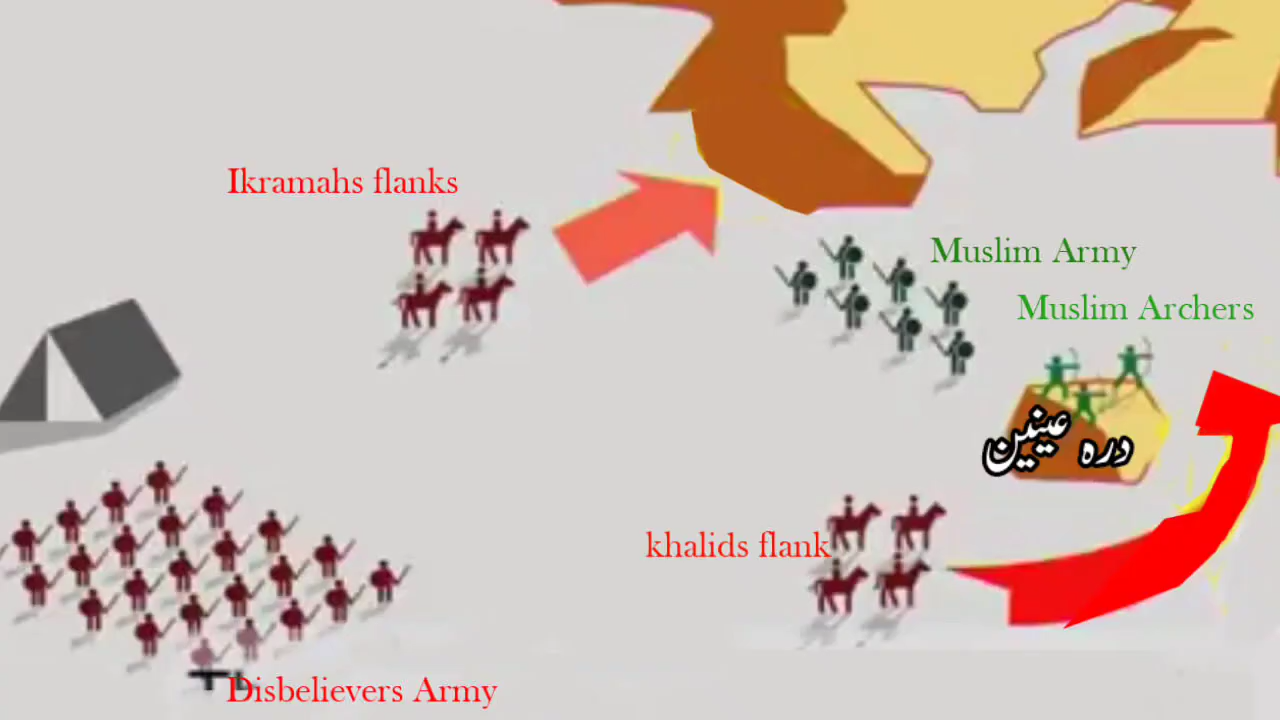 Ikramahs flanks
Muslim Army
Muslim Archers
درہ عینین
khalids flank
Disbelievers Army